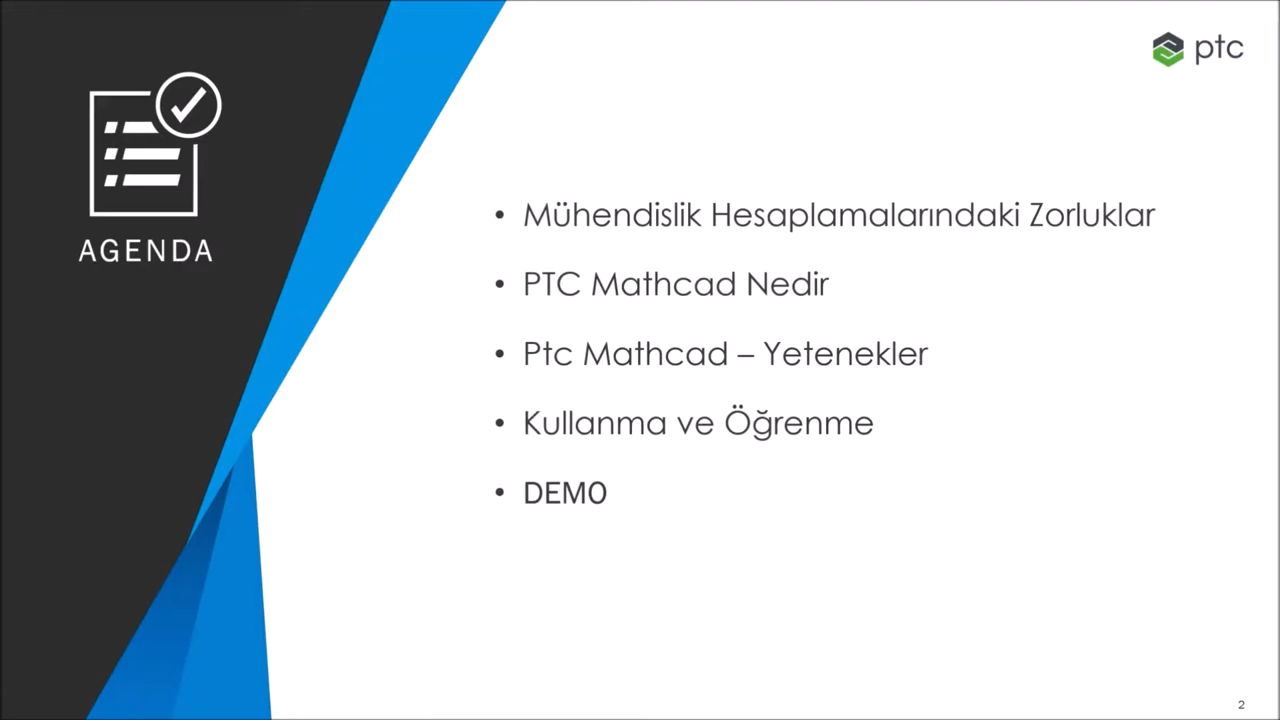 AGENDA
ptc
• Mühendislik Hesaplamalarındaki Zorluklar
• PTC Mathcad Nedir
• Ptc Mathcad – Yetenekler
• Kullanma ve Öğrenme
• DEMO
2